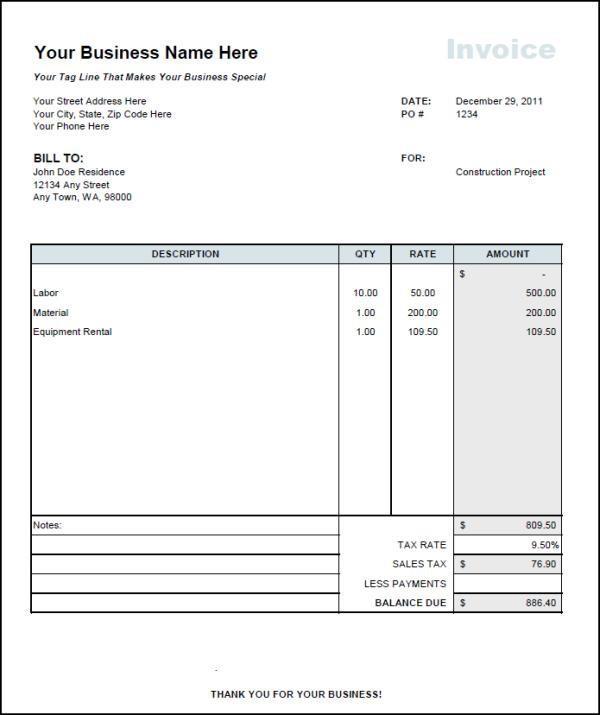 Invoice
Your Business Name Here
Your Tag Line That Makes Your Business Special
Your Street Address Here DATE: December 29, 2011
Your City, State, Zip Code Here PO # 1234
Your Phone Here
BILL TO: FOR:
John Doe Residence Construction Project
12134 Any Street
Any Town, WA, 98000
DESCRIPTION QTY RATE AMOUNT
$ -
Labor 10.00 50.00 500.00
Material 1.00 200.00 200.00
Equipment Rental 1.00 109.50 109.50
Notes: $ 809.50
TAX RATE 9.50%
SALES TAX $ 76.90
LESS PAYMENTS
BALANCE DUE $ 886.40
THANK YOU FOR YOUR BUSINESS!